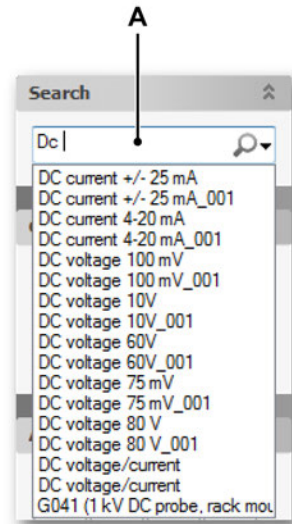 A
Search
Dc
DC current +/- 25 mA
DC current +/- 25 mA_001
DC current 4-20 mA
DC current 4-20 mA_001
DC voltage 100 mV
DC voltage 100 mV_001
DC voltage 10V
DC voltage 10V_001
DC voltage 60V
DC voltage 60V_001
DC voltage 75 mV
DC voltage 75 mV_001
DC voltage 80 V
DC voltage 80 V_001
DC voltage/current
DC voltage/current
G041 (1 kV DC probe, rack mou